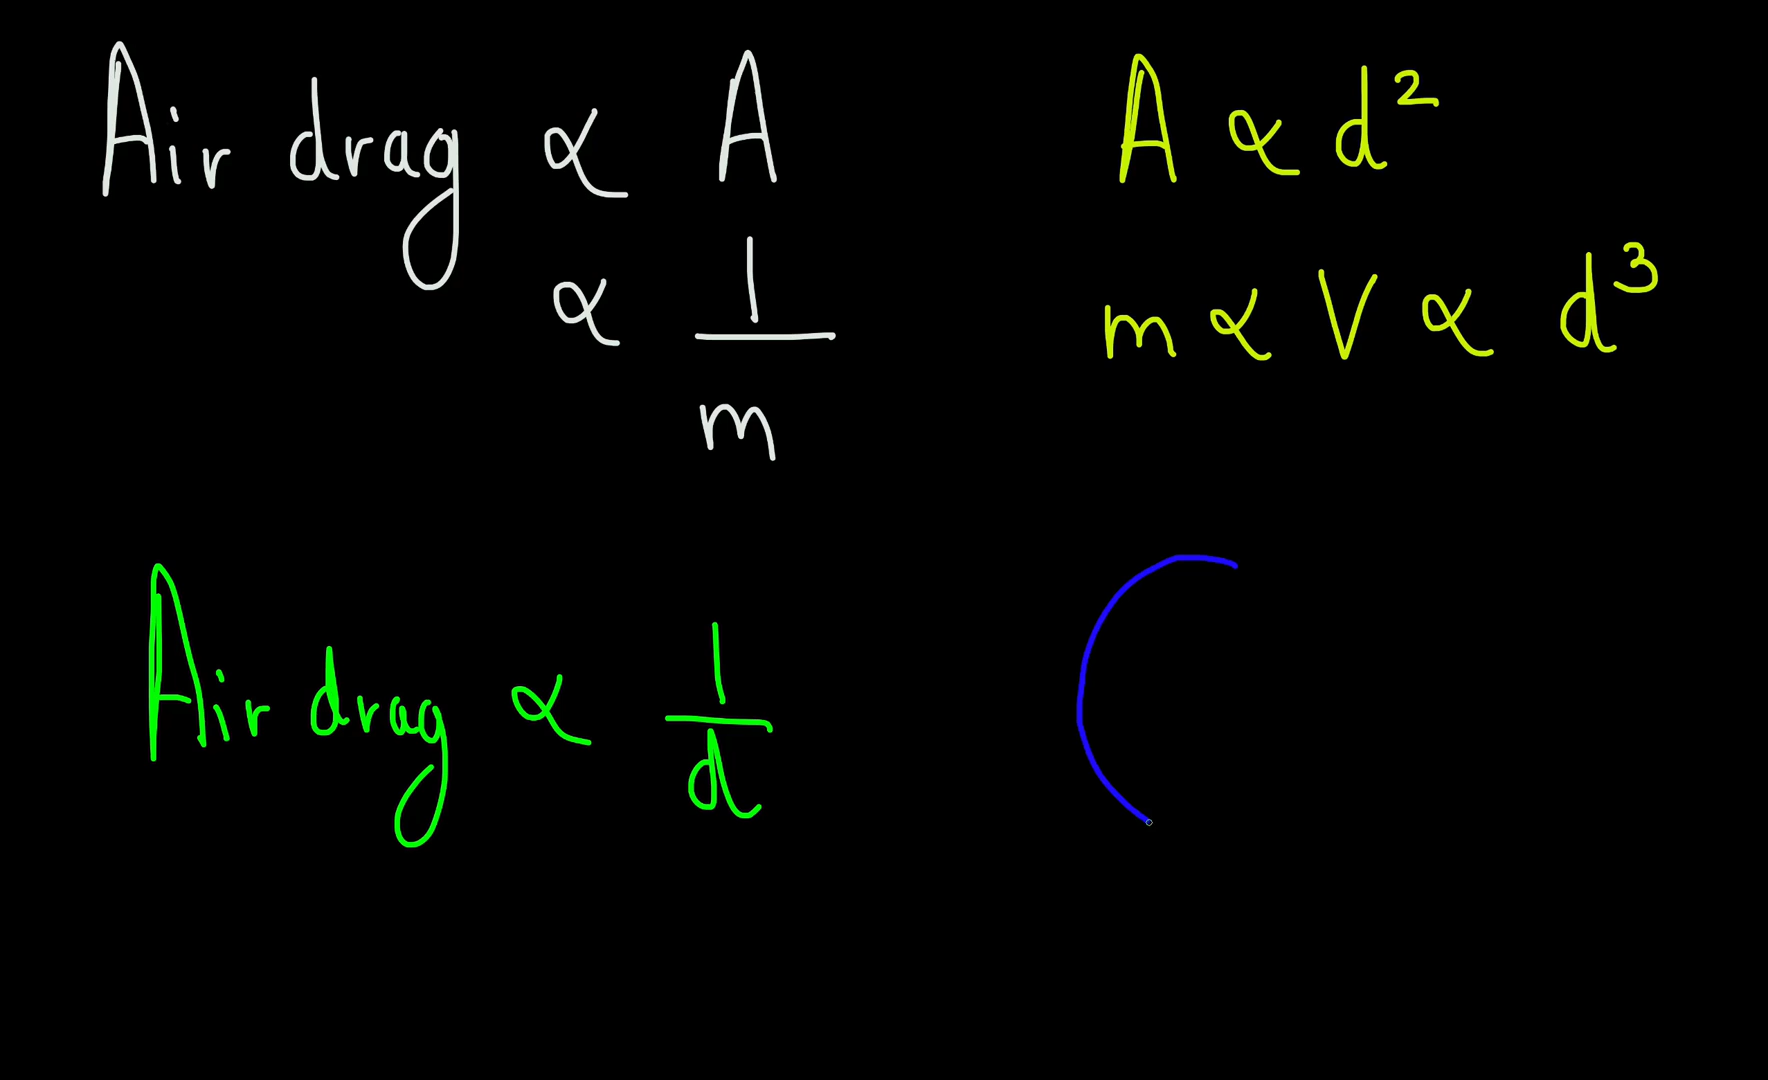 Air drag ∝ A
∝ 1/m
A ∝ d²
m ∝ V ∝ d³
Air drag ∝ 1/d